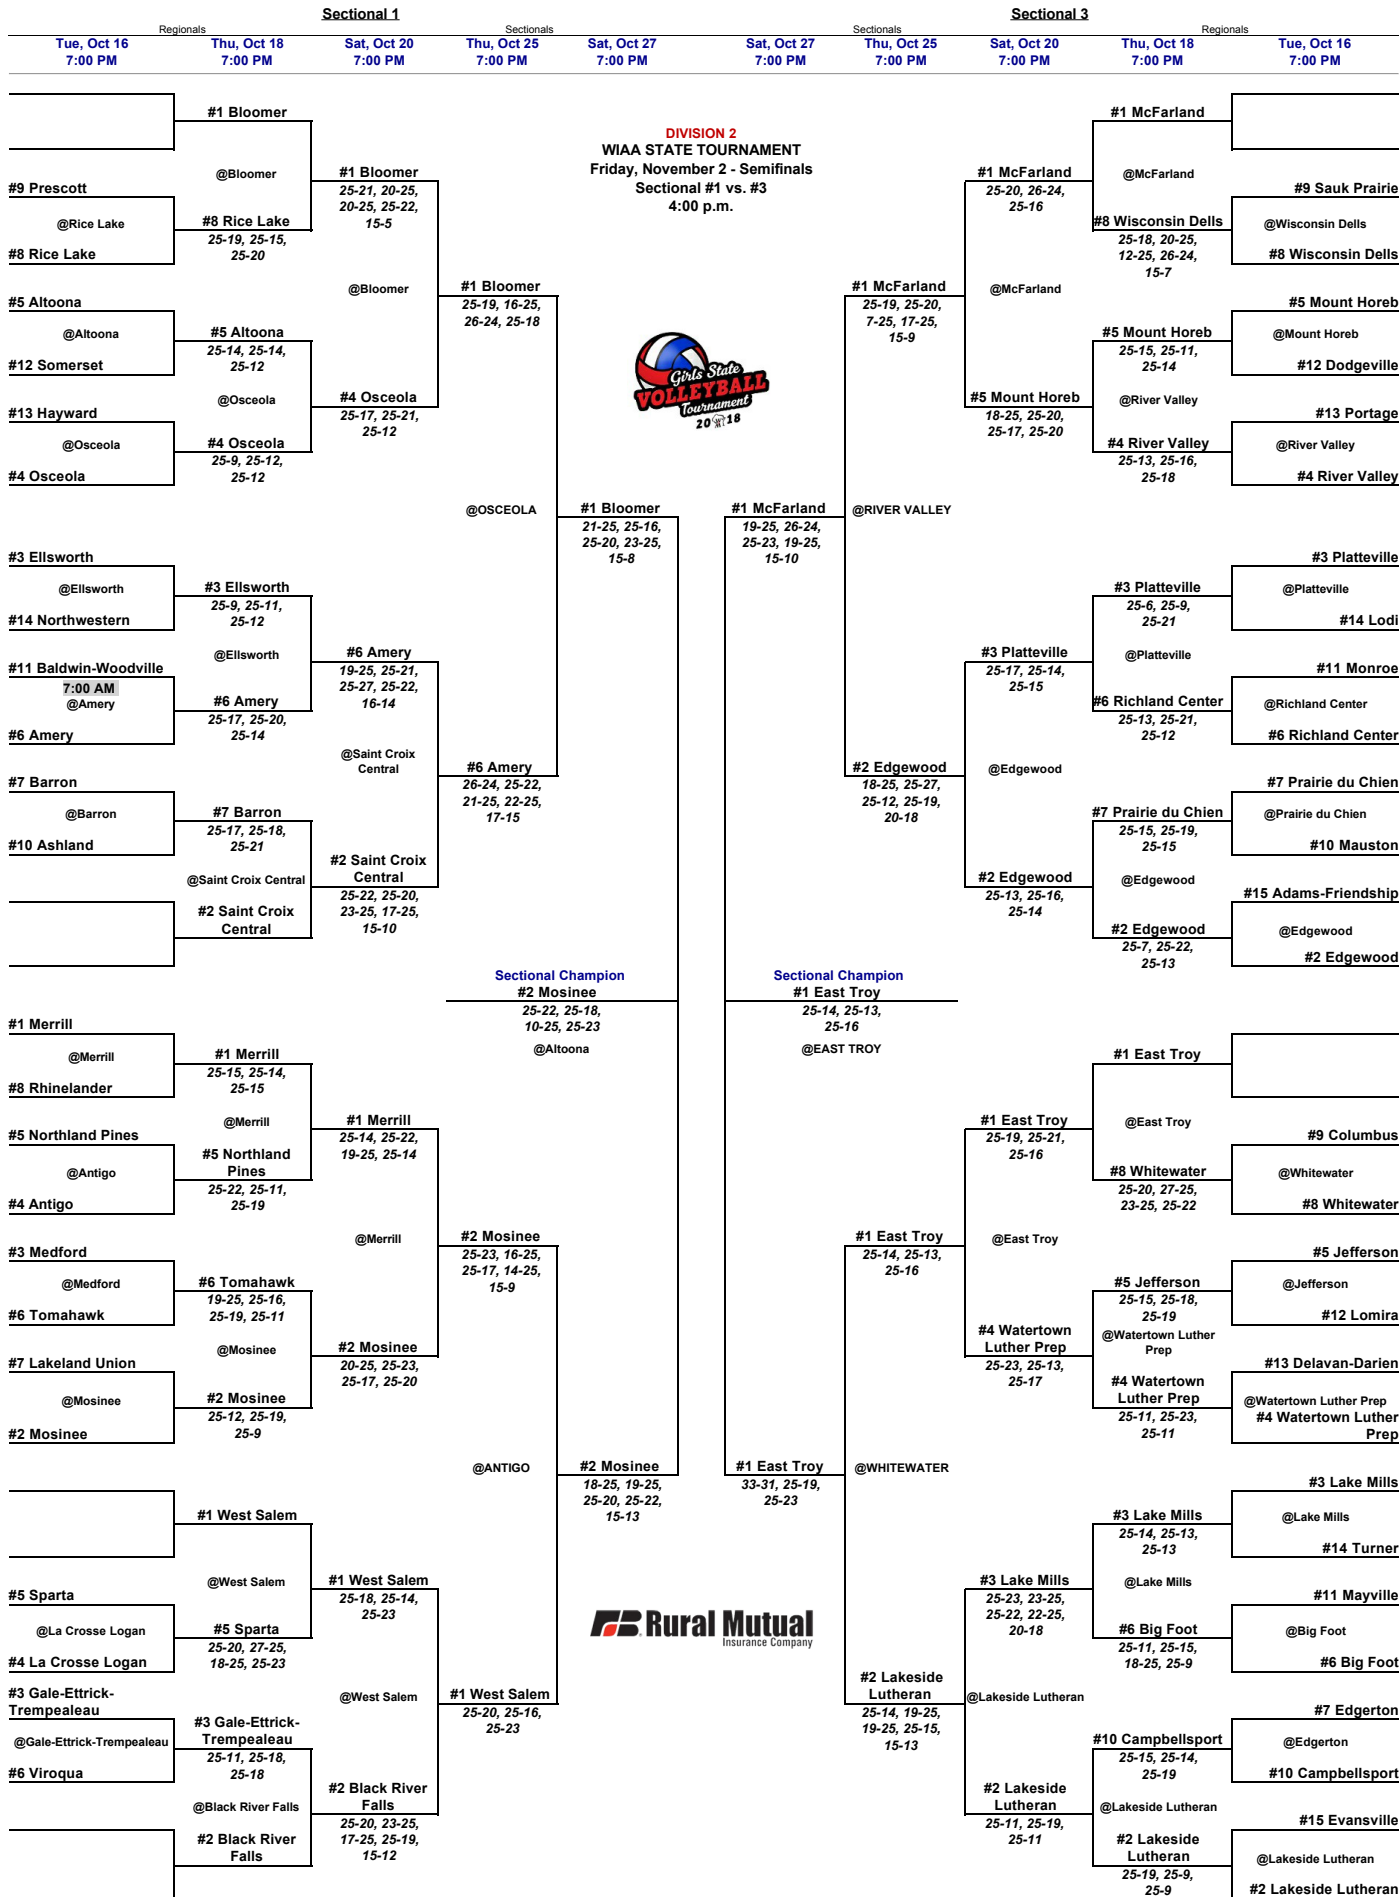 Sectional 1
Sectional 3
Regionals
Sectionals
Sectionals
Regionals
Tue, Oct 16
7:00 PM
Thu, Oct 18
7:00 PM
Sat, Oct 20
7:00 PM
Thu, Oct 25
7:00 PM
Sat, Oct 27
7:00 PM
Sat, Oct 27
7:00 PM
Thu, Oct 25
7:00 PM
Sat, Oct 20
7:00 PM
Thu, Oct 18
7:00 PM
Tue, Oct 16
7:00 PM
DIVISION 2
WIAA STATE TOURNAMENT
Friday, November 2 - Semifinals
Sectional #1 vs. #3
4:00 p.m.
Girls State
VOLLEYBALL
Tournament
20 18
#9 Prescott
@Rice Lake
#8 Rice Lake
#5 Altoona
@Altoona
#12 Somerset
#13 Hayward
@Osceola
#4 Osceola
#3 Ellsworth
@Ellsworth
#14 Northwestern
#11 Baldwin-Woodville
7:00 AM
@Amery
#6 Amery
#7 Barron
@Barron
#10 Ashland
#1 Merrill
@Merrill
#8 Rhinelander
#5 Northland Pines
@Antigo
#4 Antigo
#3 Medford
@Medford
#6 Tomahawk
#7 Lakeland Union
@Mosinee
#2 Mosinee
#5 Sparta
@La Crosse Logan
#4 La Crosse Logan
#3 Gale-Ettrick-
Trempealeau
@Gale-Ettrick-Trempealeau
#6 Viroqua
#1 Bloomer
@Bloomer
#8 Rice Lake
25-19, 25-15,
25-20
#5 Altoona
25-14, 25-14,
25-12
@Osceola
#4 Osceola
25-9, 25-12,
25-12
#3 Ellsworth
25-9, 25-11,
25-12
@Ellsworth
#6 Amery
25-17, 25-20,
25-14
#7 Barron
25-17, 25-18,
25-21
@Saint Croix Central
#2 Saint Croix
Central
#1 Merrill
25-15, 25-14,
25-15
@Merrill
#5 Northland
Pines
25-22, 25-11,
25-19
#6 Tomahawk
19-25, 25-16,
25-19, 25-11
@Mosinee
#2 Mosinee
25-12, 25-19,
25-9
#1 West Salem
@West Salem
#5 Sparta
25-20, 27-25,
18-25, 25-23
#3 Gale-Ettrick-
Trempealeau
25-11, 25-18,
25-18
@Black River Falls
#2 Black River
Falls
#1 Bloomer
25-21, 20-25,
20-25, 25-22,
15-5
@Bloomer
#4 Osceola
25-17, 25-21,
25-12
#6 Amery
19-25, 25-21,
25-27, 25-22,
16-14
@Saint Croix
Central
#2 Saint Croix
Central
25-22, 25-20,
23-25, 17-25,
15-10
#1 Merrill
25-14, 25-22,
19-25, 25-14
@Merrill
#2 Mosinee
20-25, 25-23,
25-17, 25-20
#1 West Salem
25-18, 25-14,
25-23
@West Salem
#2 Black River
Falls
25-20, 23-25,
17-25, 25-19,
15-12
#1 Bloomer
25-19, 16-25,
26-24, 25-18
@OSCEOLA
#6 Amery
26-24, 25-22,
21-25, 22-25,
17-15
#2 Mosinee
25-23, 16-25,
25-17, 14-25,
15-9
@ANTIGO
#1 West Salem
25-20, 25-16,
25-23
#1 Bloomer
21-25, 25-16,
25-20, 23-25,
15-8
Sectional Champion
#2 Mosinee
25-22, 25-18,
10-25, 25-23
@Altoona
#2 Mosinee
18-25, 19-25,
25-20, 25-22,
15-13
Rural Mutual
Insurance Company
#1 McFarland
19-25, 26-24,
25-23, 19-25,
15-10
Sectional Champion
#1 East Troy
25-14, 25-13,
25-16
@EAST TROY
#1 East Troy
33-31, 25-19,
25-23
#1 McFarland
25-19, 25-20,
7-25, 17-25,
15-9
@RIVER VALLEY
#2 Edgewood
18-25, 25-27,
25-12, 25-19,
20-18
#1 East Troy
25-14, 25-13,
25-16
@WHITEWATER
#2 Lakeside
Lutheran
25-14, 19-25,
19-25, 25-15,
15-13
#1 McFarland
25-20, 26-24,
25-16
@McFarland
#5 Mount Horeb
18-25, 25-20,
25-17, 25-20
#3 Platteville
25-17, 25-14,
25-15
@Edgewood
#2 Edgewood
25-13, 25-16,
25-14
#1 East Troy
25-19, 25-21,
25-16
@East Troy
#4 Watertown
Luther Prep
25-23, 25-13,
25-17
#3 Lake Mills
25-23, 23-25,
25-22, 22-25,
20-18
@Lakeside Lutheran
#2 Lakeside
Lutheran
25-11, 25-19,
25-11
#1 McFarland
@McFarland
#8 Wisconsin Dells
25-18, 20-25,
12-25, 26-24,
15-7
#5 Mount Horeb
25-15, 25-11,
25-14
@River Valley
#4 River Valley
25-13, 25-16,
25-18
#3 Platteville
25-6, 25-9,
25-21
@Platteville
#6 Richland Center
25-13, 25-21,
25-12
#7 Prairie du Chien
25-15, 25-19,
25-15
@Edgewood
#2 Edgewood
25-7, 25-22,
25-13
#1 East Troy
@East Troy
#8 Whitewater
25-20, 27-25,
23-25, 25-22
#5 Jefferson
25-15, 25-18,
25-19
@Watertown Luther
Prep
#4 Watertown
Luther Prep
25-11, 25-23,
25-11
#3 Lake Mills
25-14, 25-13,
25-13
@Lake Mills
#6 Big Foot
25-11, 25-15,
18-25, 25-9
#10 Campbellsport
25-15, 25-14,
25-19
@Lakeside Lutheran
#2 Lakeside
Lutheran
25-19, 25-9,
25-9
#9 Sauk Prairie
@Wisconsin Dells
#8 Wisconsin Dells
#5 Mount Horeb
@Mount Horeb
#12 Dodgeville
#13 Portage
@River Valley
#4 River Valley
#3 Platteville
@Platteville
#14 Lodi
#11 Monroe
@Richland Center
#6 Richland Center
#7 Prairie du Chien
@Prairie du Chien
#10 Mauston
#15 Adams-Friendship
@Edgewood
#2 Edgewood
#9 Columbus
@Whitewater
#8 Whitewater
#5 Jefferson
@Jefferson
#12 Lomira
#13 Delavan-Darien
@Watertown Luther Prep
#4 Watertown Luther
Prep
#3 Lake Mills
@Lake Mills
#14 Turner
#11 Mayville
@Big Foot
#6 Big Foot
#7 Edgerton
@Edgerton
#10 Campbellsport
#15 Evansville
@Lakeside Lutheran
#2 Lakeside Lutheran